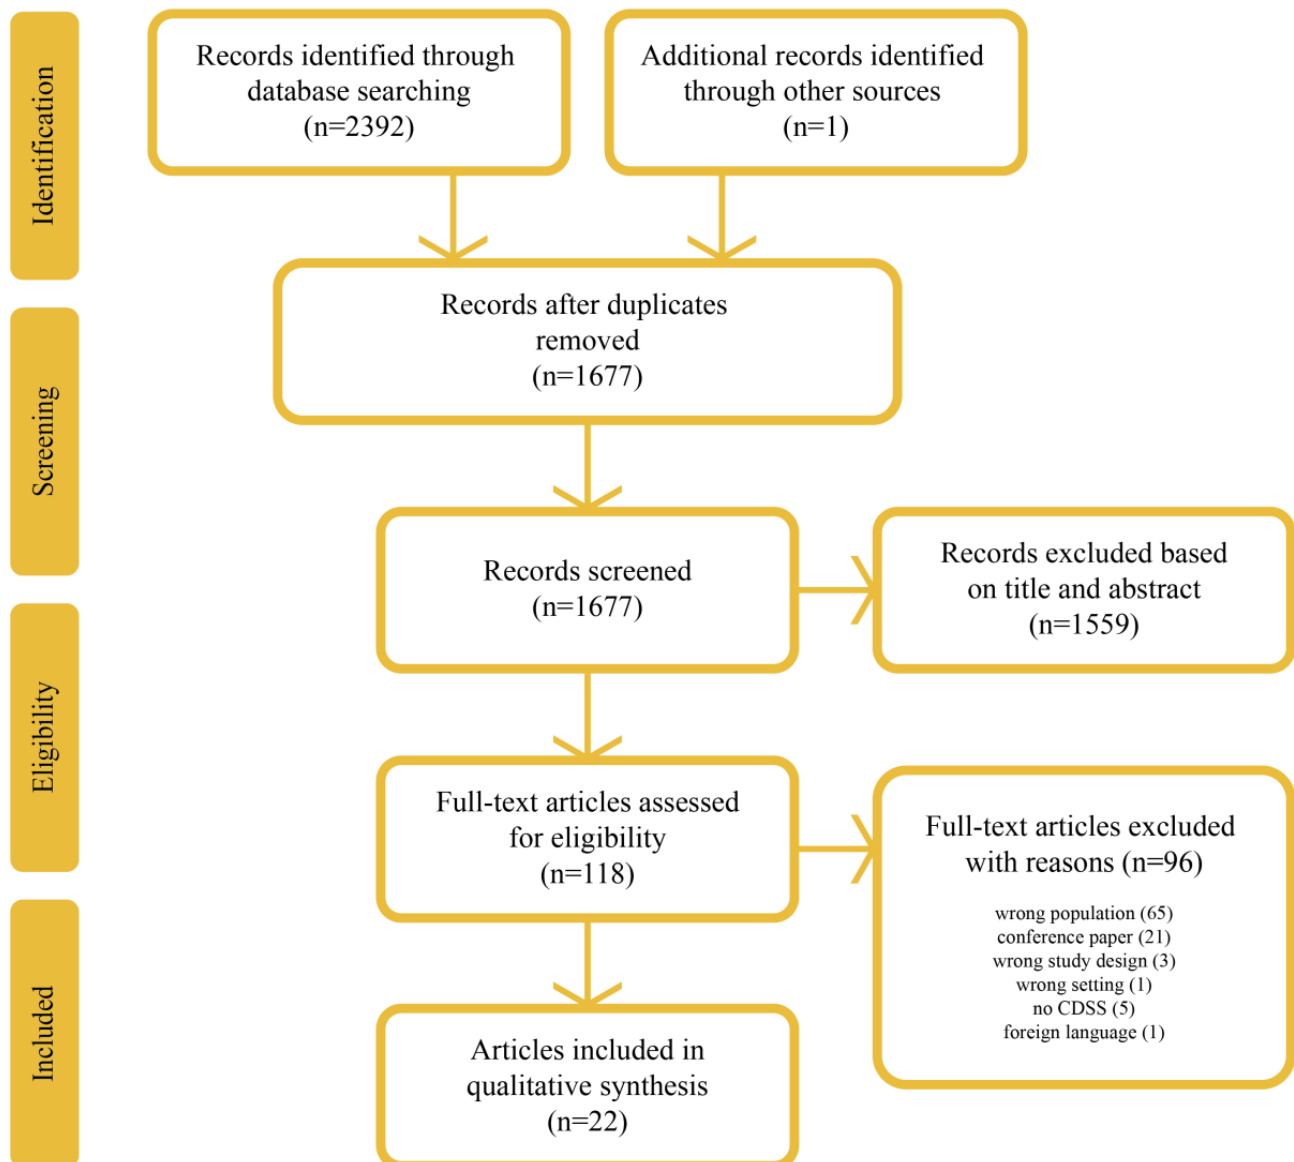 Identification
Records identified through
database searching
(n=2392)
Additional records identified
through other sources
(n=1)
Records after duplicates
removed
(n=1677)
Screening
Records screened
(n=1677)
Records excluded based
on title and abstract
(n=1559)
Eligibility
Full-text articles assessed
for eligibility
(n=118)
Full-text articles excluded
with reasons (n=96)
wrong population (65)
conference paper (21)
wrong study design (3)
wrong setting (1)
no CDSS (5)
foreign language (1)
Included
Articles included in
qualitative synthesis
(n=22)